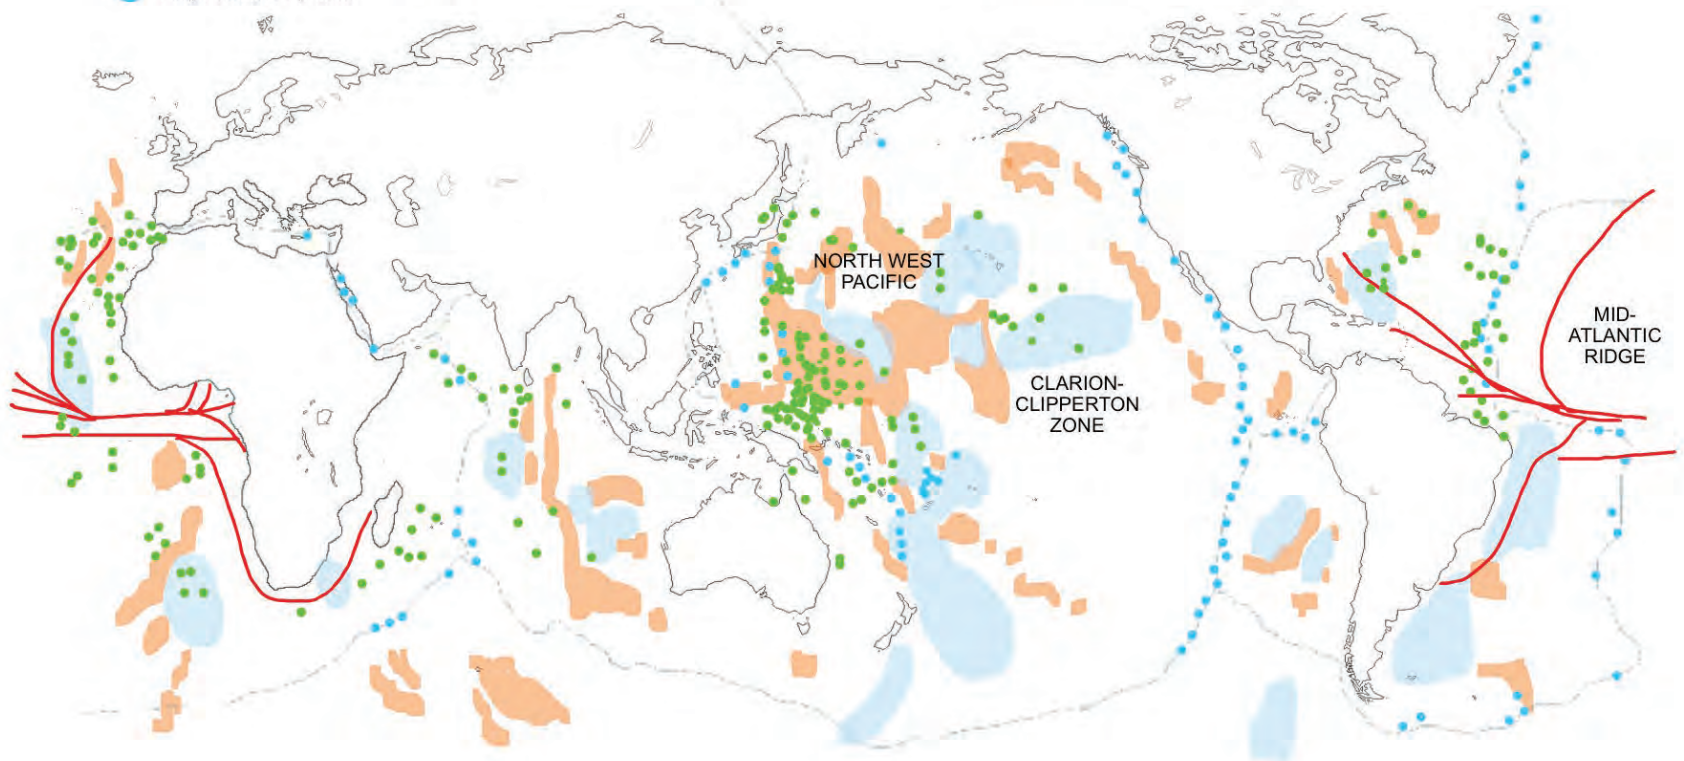 NORTH WEST
PACIFIC
CLARION-
CLIPPERTON
ZONE
MID-
ATLANTIC
RIDGE